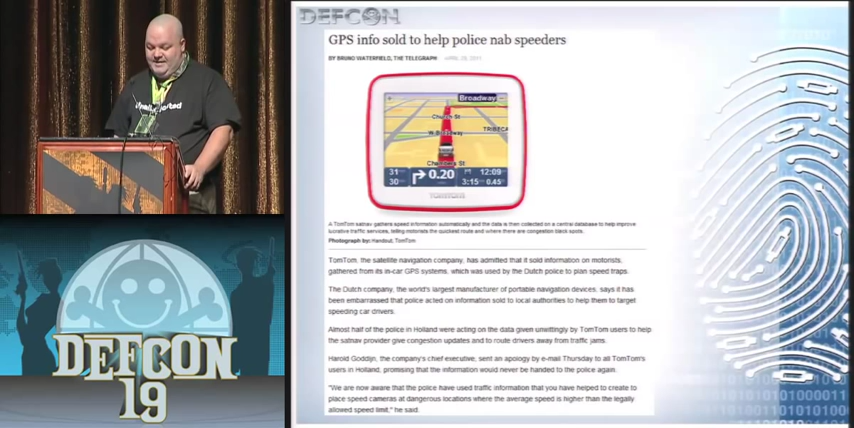 DEFCON
GPS info sold to help police nab speeders
BY BRUNO WATERFIELD, THE TELEGRAPH APRIL 28, 2011
Broadway
Church St
W. Broadway
TRIBECA
Chambers St
31
30
0.20
12:09
3:15 0.45
TOMTOM
A TomTom satnav gathers speed information automatically and the data is then collected on a central database to help improve
lucrative traffic services, telling motorists the quickest route and where there are congestion black spots.
Photograph by: Handout, TomTom
TomTom, the satellite navigation company, has admitted that it sold information on motorists,
gathered from its in-car GPS systems, which was used by the Dutch police to plan speed traps.
The Dutch company, the world's largest manufacturer of portable navigation devices, says it has
been embarrassed that police acted on information sold to local authorities to help them to target
speeding car drivers.
Almost half of the police in Holland were acting on the data given unwittingly by TomTom users to help
the satnav provider give congestion updates and to route drivers away from traffic jams.
Harold Goddijn, the company's chief executive, sent an apology by e-mail Thursday to all TomTom's
users in Holland, promising that the information would never be handed to the police again.
"We are now aware that the police have used traffic information that you have helped to create to
place speed cameras at dangerous locations where the average speed is higher than the legally
allowed speed limit," he said.
DEFCON
19